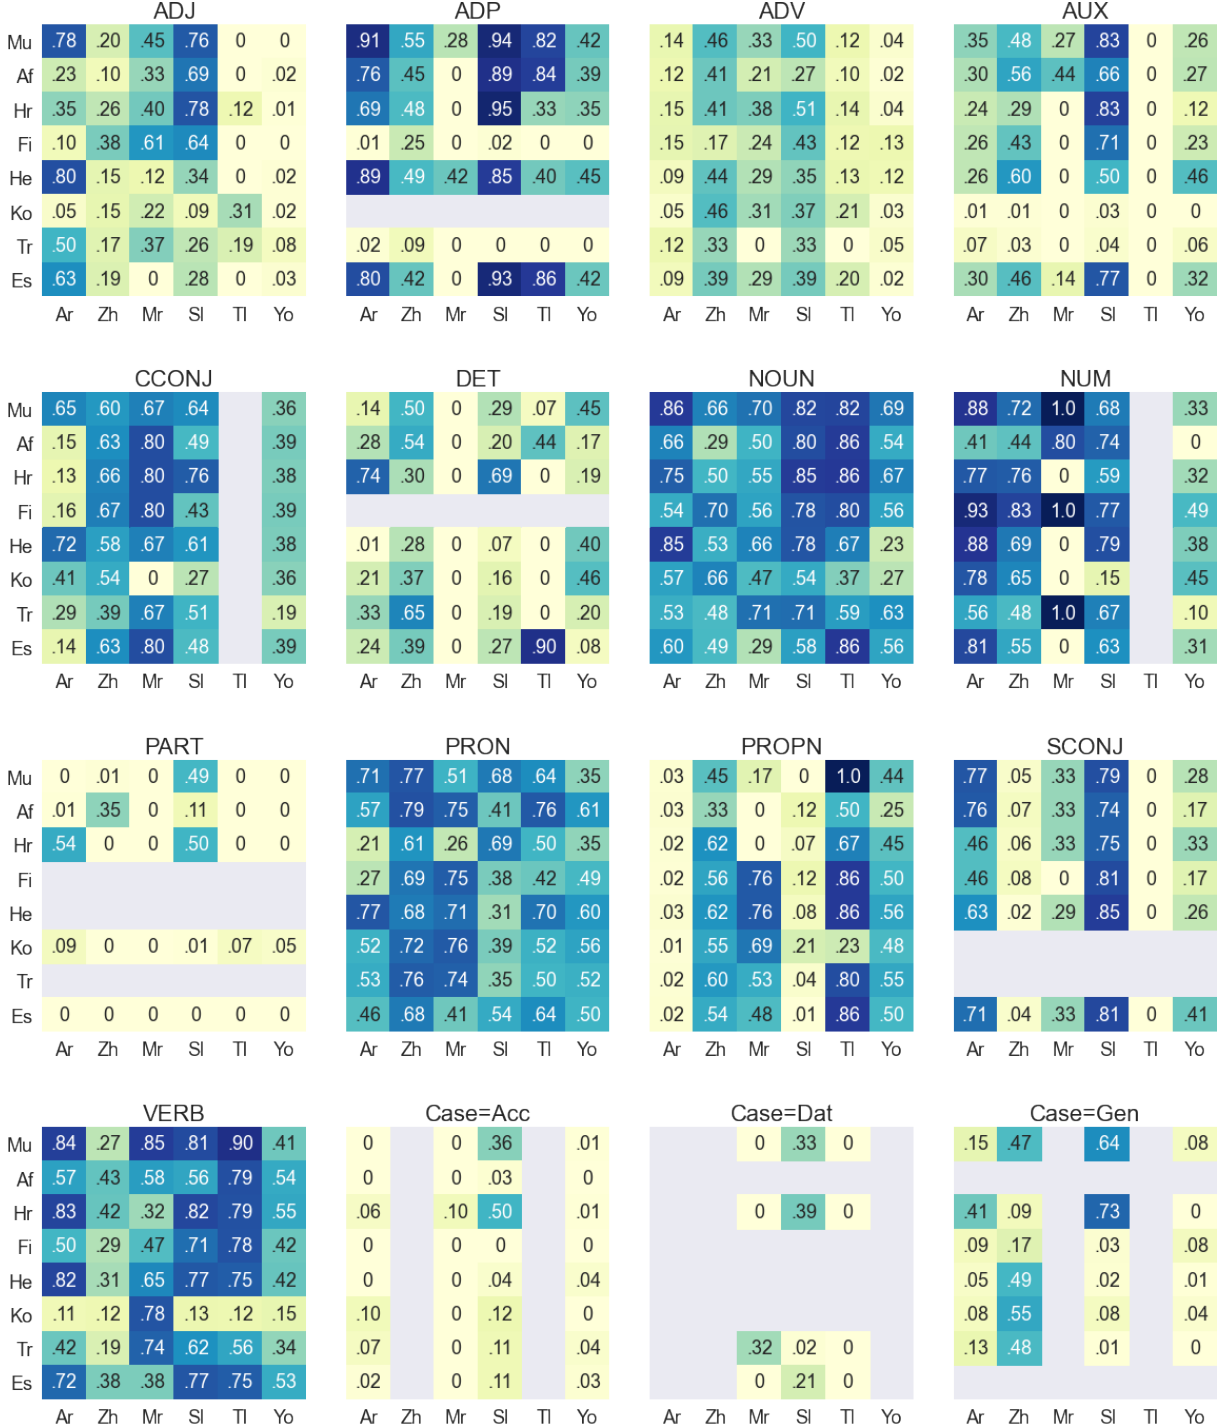 ADJ ADP ADV AUX
Mu .78 .20 .45 .76 0 0 .91 .55 .28 .94 .82 .42 .14 .46 .33 .50 .12 .04 .35 .48 .27 .83 0 .26
Af .23 .10 .33 .69 0 .02 .76 .45 0 .89 .84 .39 .12 .41 .21 .27 .10 .02 .30 .56 .44 .66 0 .27
Hr .35 .26 .40 .78 .12 .01 .69 .48 0 .95 .33 .35 .15 .41 .38 .51 .14 .04 .24 .29 0 .83 0 .12
Fi .10 .38 .61 .64 0 0 .01 .25 0 .02 0 0 .15 .17 .24 .43 .12 .13 .26 .43 0 .71 0 .23
He .80 .15 .12 .34 0 .02 .89 .49 .42 .85 .40 .45 .09 .44 .29 .35 .13 .12 .26 .60 0 .50 0 .46
Ko .05 .15 .22 .09 .31 .02 .05 .46 .31 .37 .21 .03 .01 .01 0 .03 0 0
Tr .50 .17 .37 .26 .19 .08 .02 .09 0 0 0 0 .12 .33 0 .33 0 .05 .07 .03 0 .04 0 .06
Es .63 .19 0 .28 0 .03 .80 .42 0 .93 .86 .42 .09 .39 .29 .39 .20 .02 .30 .46 .14 .77 0 .32
Ar Zh Mr Sl Tl Yo Ar Zh Mr Sl Tl Yo Ar Zh Mr Sl Tl Yo Ar Zh Mr Sl Tl Yo
CCONJ DET NOUN NUM
Mu .65 .60 .67 .64 .36 .14 .50 0 .29 .07 .45 .86 .66 .70 .82 .82 .69 .88 .72 1.0 .68 .33
Af .15 .63 .80 .49 .39 .28 .54 0 .20 .44 .17 .66 .29 .50 .80 .86 .54 .41 .44 .80 .74 0
Hr .13 .66 .80 .76 .38 .74 .30 0 .69 0 .19 .75 .50 .55 .85 .86 .67 .77 .76 0 .59 .32
Fi .16 .67 .80 .43 .39 .54 .70 .56 .78 .80 .56 .93 .83 1.0 .77 .49
He .72 .58 .67 .61 .38 .01 .28 0 .07 0 .40 .85 .53 .66 .78 .67 .23 .88 .69 0 .79 .38
Ko .41 .54 0 .27 .36 .21 .37 0 .16 0 .46 .57 .66 .47 .54 .37 .27 .78 .65 0 .15 .45
Tr .29 .39 .67 .51 .19 .33 .65 0 .19 0 .20 .53 .48 .71 .71 .59 .63 .56 .48 1.0 .67 .10
Es .14 .63 .80 .48 .39 .24 .39 0 .27 .90 .08 .60 .49 .29 .58 .86 .56 .81 .55 0 .63 .31
Ar Zh Mr Sl Tl Yo Ar Zh Mr Sl Tl Yo Ar Zh Mr Sl Tl Yo Ar Zh Mr Sl Tl Yo
PART PRON PROPN SCONJ
Mu 0 .01 0 .49 0 0 .71 .77 .51 .68 .64 .35 .03 .45 .17 0 1.0 .44 .77 .05 .33 .79 0 .28
Af .01 .35 0 .11 0 0 .57 .79 .75 .41 .76 .61 .03 .33 0 .12 .50 .25 .76 .07 .33 .74 0 .17
Hr .54 0 0 .50 0 0 .21 .61 .26 .69 .50 .35 .02 .62 0 .07 .67 .45 .46 .06 .33 .75 0 .33
Fi .27 .69 .75 .38 .42 .49 .02 .56 .76 .12 .86 .50 .46 .08 0 .81 0 .17
He .77 .68 .71 .31 .70 .60 .03 .62 .76 .08 .86 .56 .63 .02 .29 .85 0 .26
Ko .09 0 0 .01 .07 .05 .52 .72 .76 .39 .52 .56 .01 .55 .69 .21 .23 .48
Tr .53 .76 .74 .35 .50 .52 .02 .60 .53 .04 .80 .55
Es 0 0 0 0 0 0 .46 .68 .41 .54 .64 .50 .02 .54 .48 .01 .86 .50 .71 .04 .33 .81 0 .41
Ar Zh Mr Sl Tl Yo Ar Zh Mr Sl Tl Yo Ar Zh Mr Sl Tl Yo Ar Zh Mr Sl Tl Yo
VERB Case=Acc Case=Dat Case=Gen
Mu .84 .27 .85 .81 .90 .41 0 0 .36 .01 0 .33 0 .15 .47 .64 .08
Af .57 .43 .58 .56 .79 .54 0 0 .03 0
Hr .83 .42 .32 .82 .79 .55 .06 .10 .50 .01 0 .39 0 .41 .09 .73 0
Fi .50 .29 .47 .71 .78 .42 0 0 0 0 .09 .17 .03 .08
He .82 .31 .65 .77 .75 .42 0 0 .04 .04 .05 .49 .02 .01
Ko .11 .12 .78 .13 .12 .15 .10 0 .12 0 .08 .55 .08 .04
Tr .42 .19 .74 .62 .56 .34 .07 0 .11 .04 .32 .02 0 .13 .48 .01 0
Es .72 .38 .38 .77 .75 .53 .02 0 .11 .03 0 .21 0
Ar Zh Mr Sl Tl Yo Ar Zh Mr Sl Tl Yo Ar Zh Mr Sl Tl Yo Ar Zh Mr Sl Tl Yo